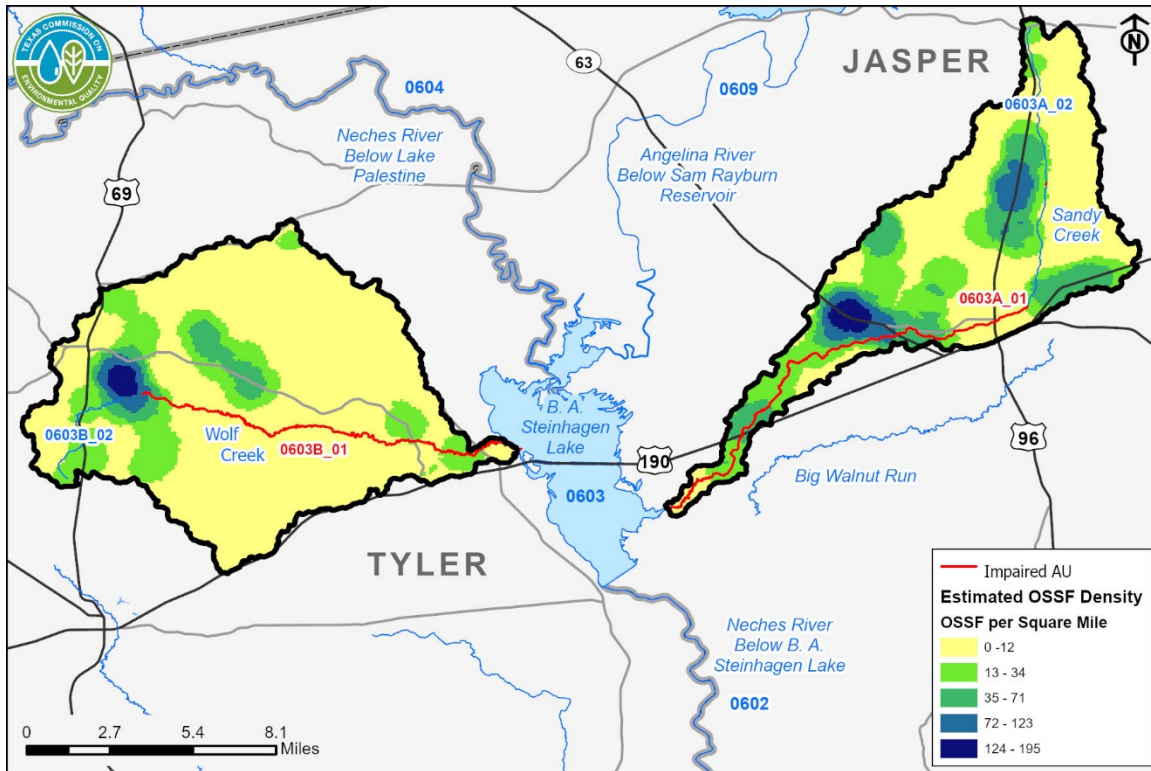 TEXAS COMMISSION ON
ENVIRONMENTAL QUALITY
0604
63
0609
JASPER
N
0603A_02
Neches River
Below Lake
Palestine
Angelina River
Below Sam Rayburn
Reservoir
69
Sandy
Creek
0603A_01
B. A.
Steinhagen
Lake
0603B_02
Wolf
Creek
0603B_01
190
96
0603
Big Walnut Run
TYLER
Neches River
Below B. A.
Steinhagen Lake
0602
0 2.7 5.4 8.1
Miles
Impaired AU
Estimated OSSF Density
OSSF per Square Mile
0 -12
13 - 34
35 - 71
72 - 123
124 - 195